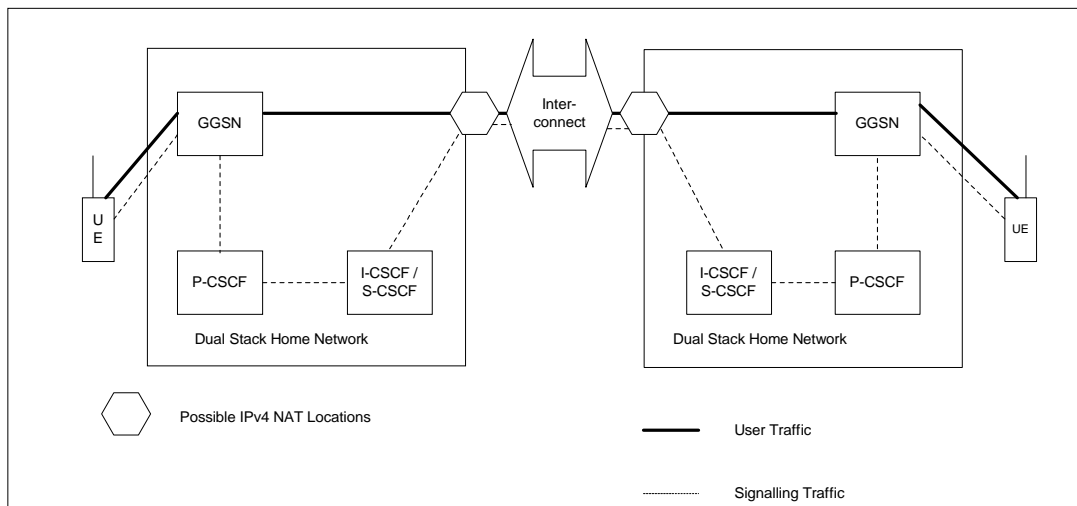 Inter-
connect
GGSN
GGSN
U
E
UE
P-CSCF
I-CSCF /
S-CSCF
I-CSCF /
S-CSCF
P-CSCF
Dual Stack Home Network
Dual Stack Home Network
Possible IPv4 NAT Locations
User Traffic
Signalling Traffic